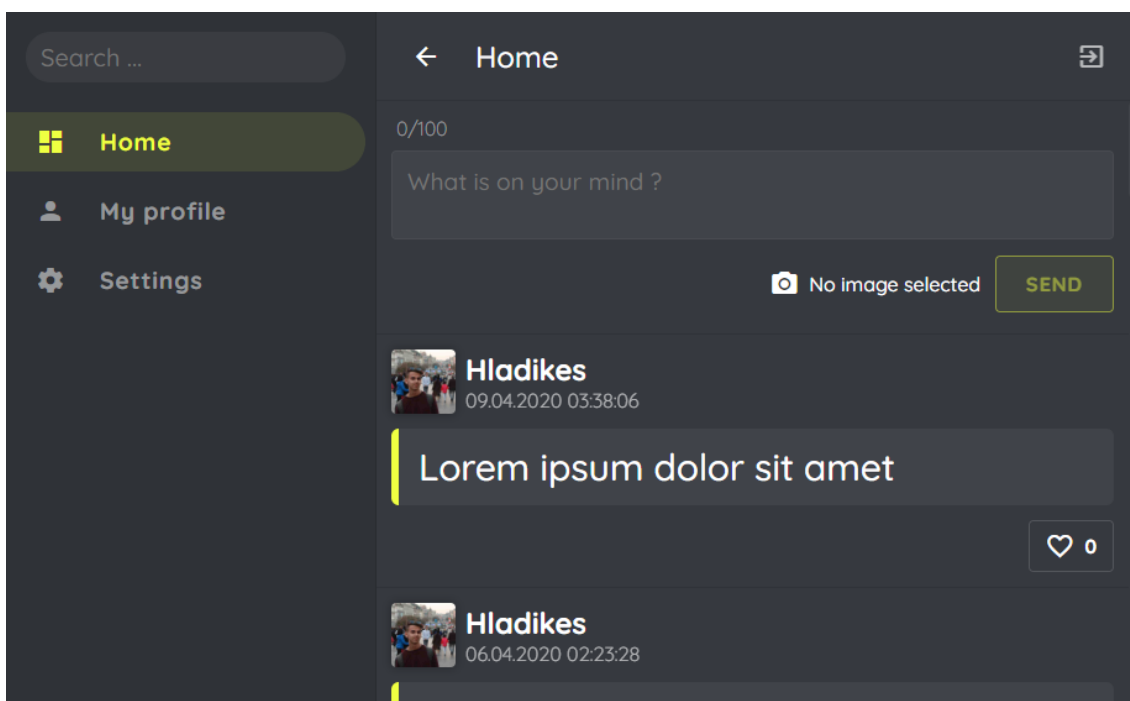 Search ...
Home
My profile
Settings
Home
0/100
What is on your mind ?
No image selected
SEND
Hladikes
09.04.2020 03:38:06
Lorem ipsum dolor sit amet
0
Hladikes
06.04.2020 02:23:28